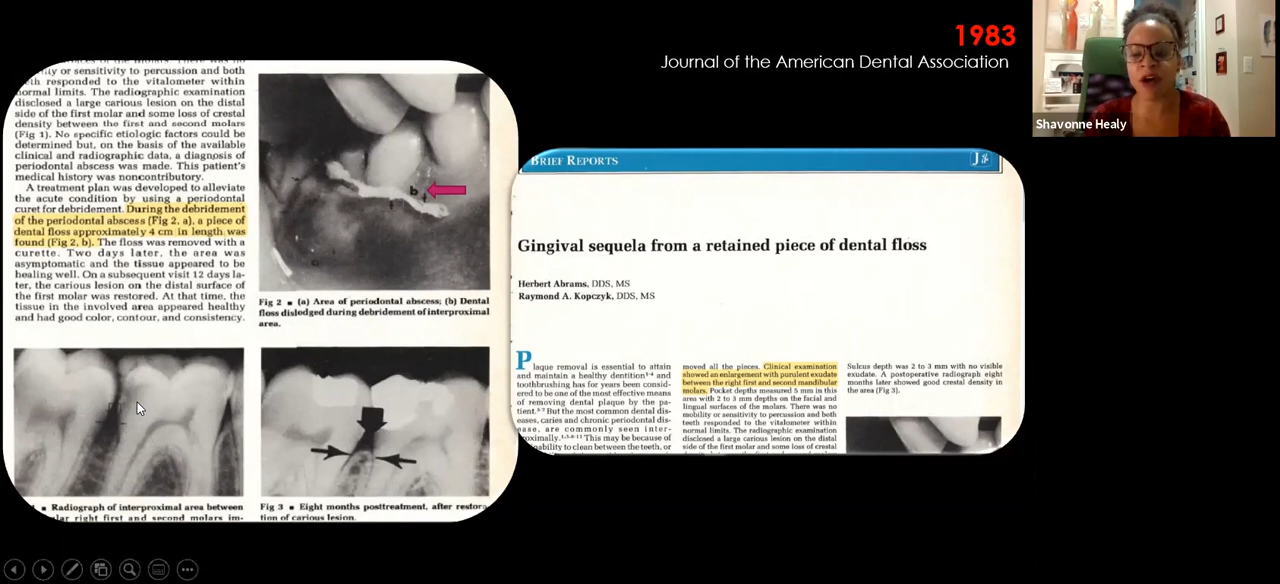 1983
Journal of the American Dental Association
Shavonne Healy
ity or sensitivity to percussion and both
responded to the vitalometer within
normal limits. The radiographic examination
disclosed a large carious lesion on the distal
side of the first molar and some loss of crestal
density between the first and second molars
(Fig 1). No specific etiologic factors could be
determined but, on the basis of the available
clinical and radiographic data, a diagnosis of
periodontal abscess was made. This patient's
medical history was noncontributory.
A treatment plan was developed to alleviate
the acute condition by using a periodontal
curet for debridement. During the debridement
of the periodontal abscess (Fig 2, a), a piece of
dental floss approximately 4 cm in length was
found (Fig 2, b). The floss was removed with a
curette. Two days later, the area was
asymptomatic and the tissue appeared to be
healing well. On a subsequent visit 12 days la-
ter, the carious lesion on the distal surface of
the first molar was restored. At that time, the
tissue in the involved area appeared healthy
and had good color, contour, and consistency.
b
Fig 2 ■ (a) Area of periodontal abscess; (b) Dental
floss dislodged during debridement of interproximal
area.
■ Radiograph of interproximal area between
lar right first and second molars im-
Fig 3 ■ Eight months posttreatment, after restora-
tion of carious lesion.
BRIEF REPORTS
Gingival sequela from a retained piece of dental floss
Herbert Abrams, DDS, MS
Raymond A. Kopczyk, DDS, MS
Plaque removal is essential to attain
and maintain a healthy dentition
toothbrushing has for years been consid-
ered to be one of the most effective means
of removing dental plaque by the pa-
tient. But the most common dental dis-
eases, caries and chronic periodontal dis-
ease, are commonly seen inter-
proximally. This may be because of
ability to clean between the teeth, or
moved all the pieces. Clinical examination
showed an enlargement with purulent exudate
between the right first and second mandibular
molars. Pocket depths measured 5 mm in this
area with 2 to 3 mm depths on the facial and
lingual surfaces of the molars. There was no
mobility or sensitivity to percussion and both
teeth responded to the vitalometer within
normal limits. The radiographic examination
disclosed a large carious lesion on the distal
side of the first molar and some loss of crestal
Sulcus depth was 2 to 3 mm with no visible
exudate. A postoperative radiograph eight
months later showed good crestal density in
the area (Fig 3).